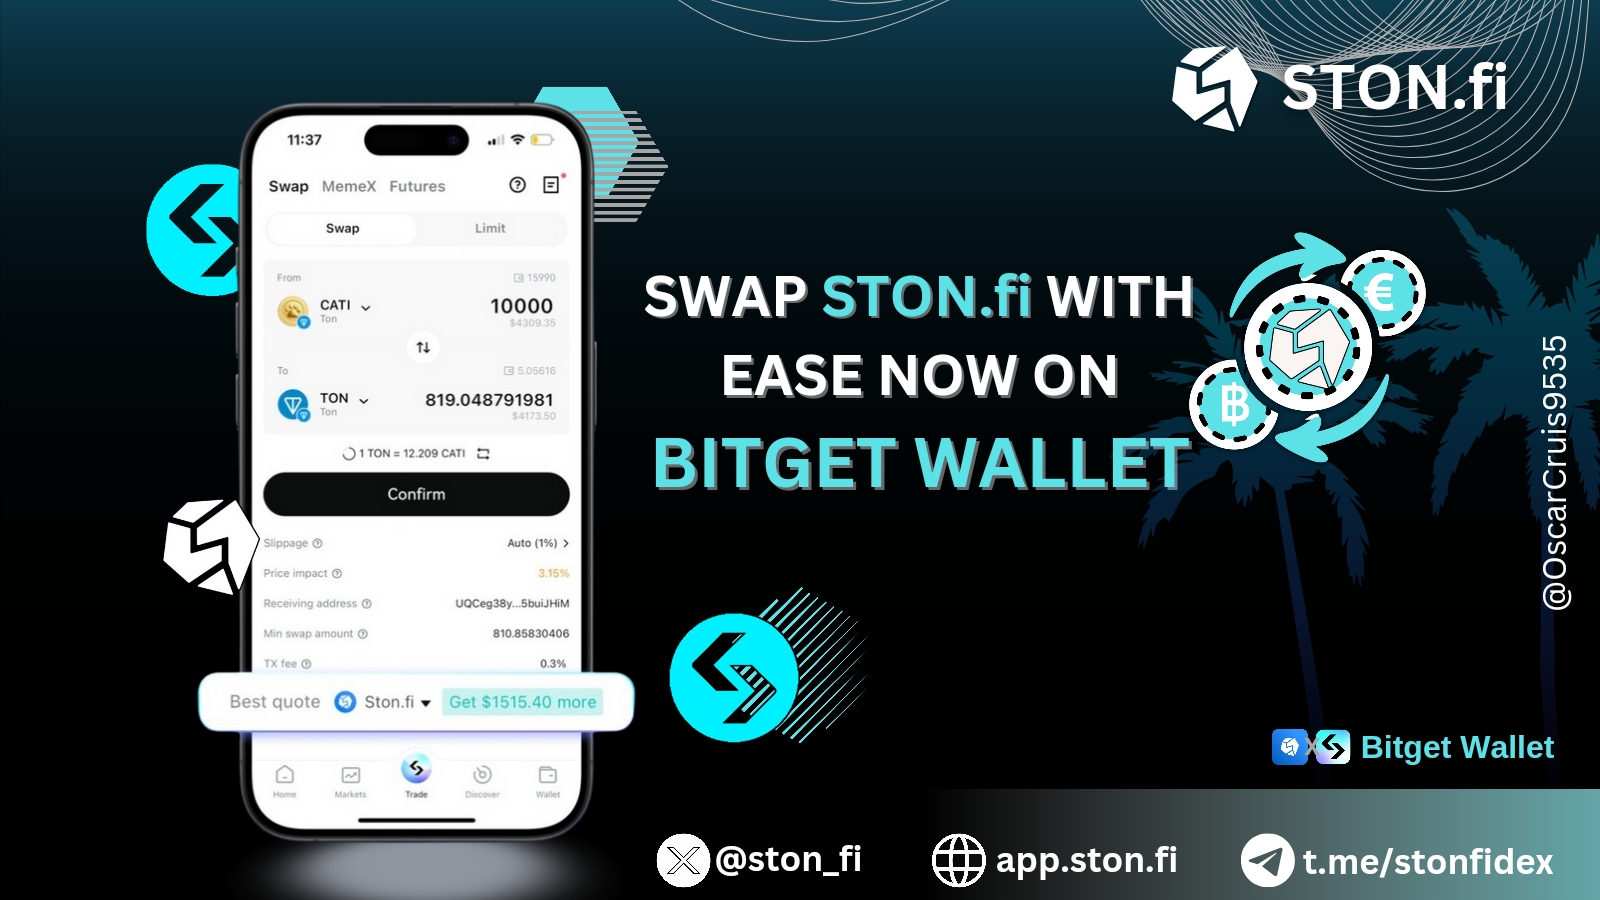 STON.fi
11:37
Swap MemeX Futures
Swap Limit
From 15990
CATI 10000
Ton $4309.35
To 5.05616
TON 819.048791981
Ton $4173.50
1 TON = 12.209 CATI
Confirm
Slippage Auto (1%)
Price impact 3.15%
Receiving address UQCeg38y...5buiJHiM
Min swap amount 810.85830406
TX fee 0.3%
Best quote Ston.fi Get $1515.40 more
Home Markets Trade Discover Wallet
SWAP STON.fi WITH
EASE NOW ON
BITGET WALLET
@OscarCruis9535
X Bitget Wallet
@ston_fi app.ston.fi t.me/stonfidex